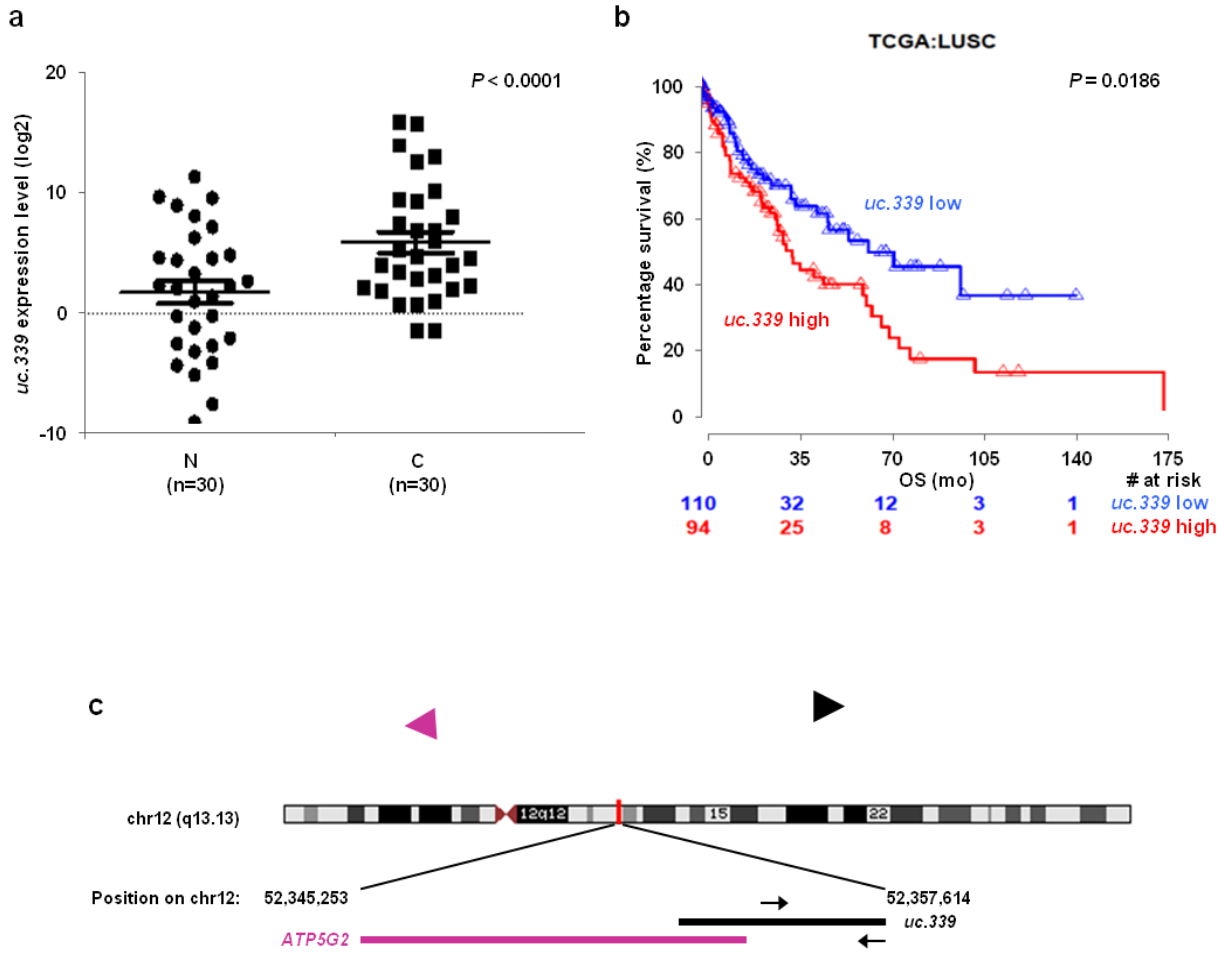 a
uc.339 expression level (log2)
20
10
0
-10
P < 0.0001
N
(n=30)
C
(n=30)
b
TCGA:LUSC
P = 0.0186
Percentage survival (%)
100
80
60
40
20
0
uc.339 low
uc.339 high
0 35 70 105 140 175
OS (mo)
# at risk
110 32 12 3 1 uc.339 low
94 25 8 3 1 uc.339 high
c
chr12 (q13.13)
12q12 15 22
Position on chr12: 52,345,253 52,357,614
uc.339
ATP5G2